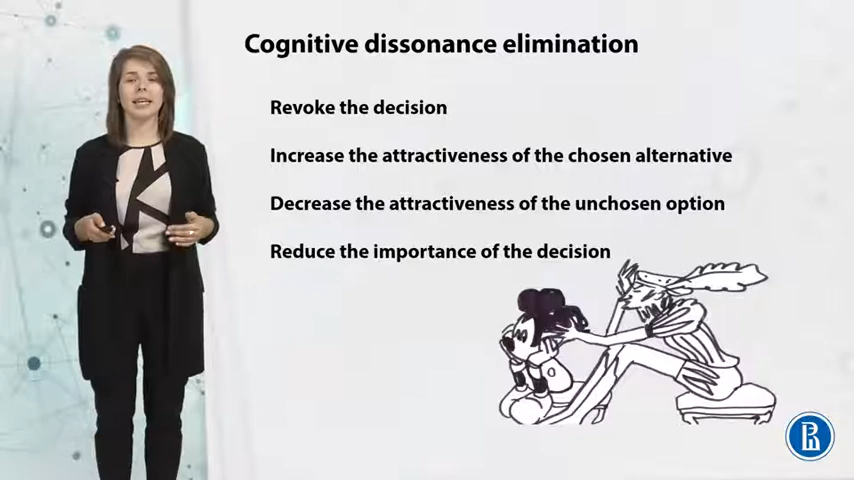 Cognitive dissonance elimination
Revoke the decision
Increase the attractiveness of the chosen alternative
Decrease the attractiveness of the unchosen option
Reduce the importance of the decision